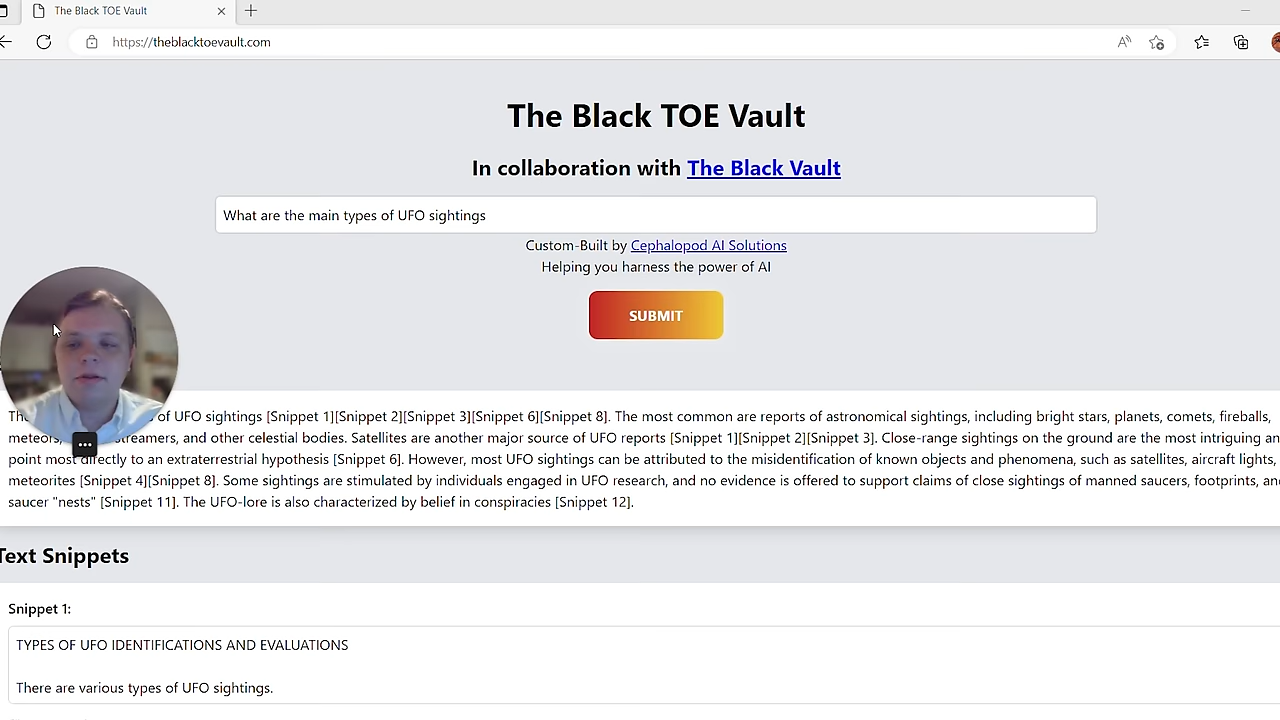 The Black TOE Vault
https://theblacktoevault.com
The Black TOE Vault
In collaboration with The Black Vault
What are the main types of UFO sightings
Custom-Built by Cephalopod AI Solutions
Helping you harness the power of AI
SUBMIT
of UFO sightings [Snippet 1][Snippet 2][Snippet 3][Snippet 6][Snippet 8]. The most common are reports of astronomical sightings, including bright stars, planets, comets, fireballs,
streamers, and other celestial bodies. Satellites are another major source of UFO reports [Snippet 1][Snippet 2][Snippet 3]. Close-range sightings on the ground are the most intriguing
point most directly to an extraterrestrial hypothesis [Snippet 6]. However, most UFO sightings can be attributed to the misidentification of known objects and phenomena, such as satellites, aircraft lights,
meteorites [Snippet 4][Snippet 8]. Some sightings are stimulated by individuals engaged in UFO research, and no evidence is offered to support claims of close sightings of manned saucers, footprints,
saucer "nests" [Snippet 11]. The UFO-lore is also characterized by belief in conspiracies [Snippet 12].
Text Snippets
Snippet 1:
TYPES OF UFO IDENTIFICATIONS AND EVALUATIONS
There are various types of UFO sightings.